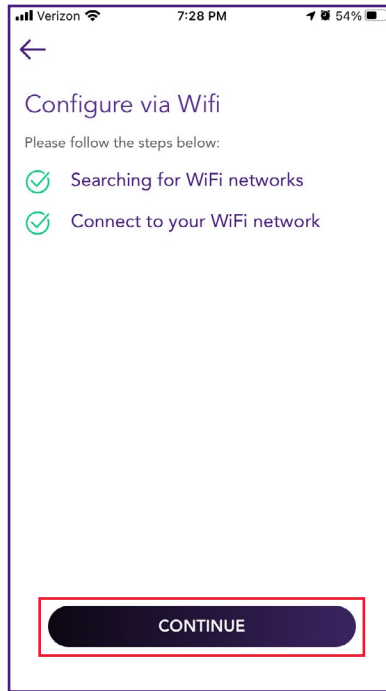 Verizon 7:28 PM 54%
Configure via Wifi
Please follow the steps below:
Searching for WiFi networks
Connect to your WiFi network
CONTINUE